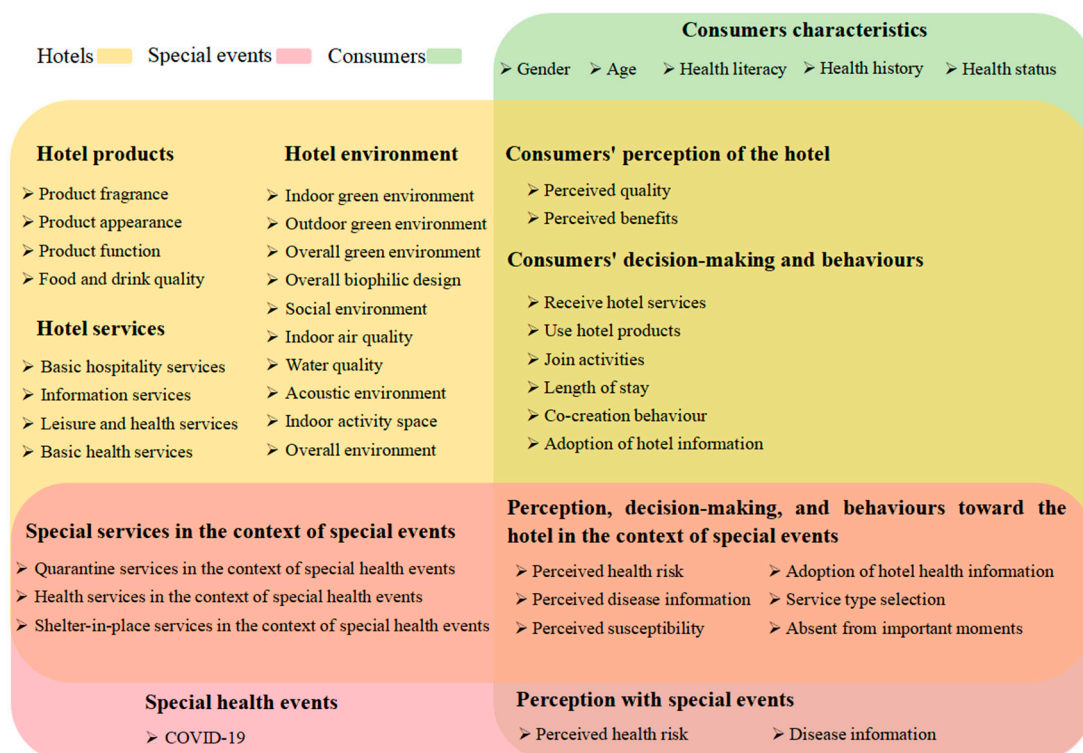 Hotels Special events Consumers
Consumers characteristics
➢ Gender ➢ Age ➢ Health literacy ➢ Health history ➢ Health status
Hotel products
➢ Product fragrance
➢ Product appearance
➢ Product function
➢ Food and drink quality
Hotel services
➢ Basic hospitality services
➢ Information services
➢ Leisure and health services
➢ Basic health services
Hotel environment
➢ Indoor green environment
➢ Outdoor green environment
➢ Overall green environment
➢ Overall biophilic design
➢ Social environment
➢ Indoor air quality
➢ Water quality
➢ Acoustic environment
➢ Indoor activity space
➢ Overall environment
Consumers' perception of the hotel
➢ Perceived quality
➢ Perceived benefits
Consumers' decision-making and behaviours
➢ Receive hotel services
➢ Use hotel products
➢ Join activities
➢ Length of stay
➢ Co-creation behaviour
➢ Adoption of hotel information
Special services in the context of special events
➢ Quarantine services in the context of special health events
➢ Health services in the context of special health events
➢ Shelter-in-place services in the context of special health events
Perception, decision-making, and behaviours toward the
hotel in the context of special events
➢ Perceived health risk ➢ Adoption of hotel health information
➢ Perceived disease information ➢ Service type selection
➢ Perceived susceptibility ➢ Absent from important moments
Special health events
➢ COVID-19
Perception with special events
➢ Perceived health risk ➢ Disease information